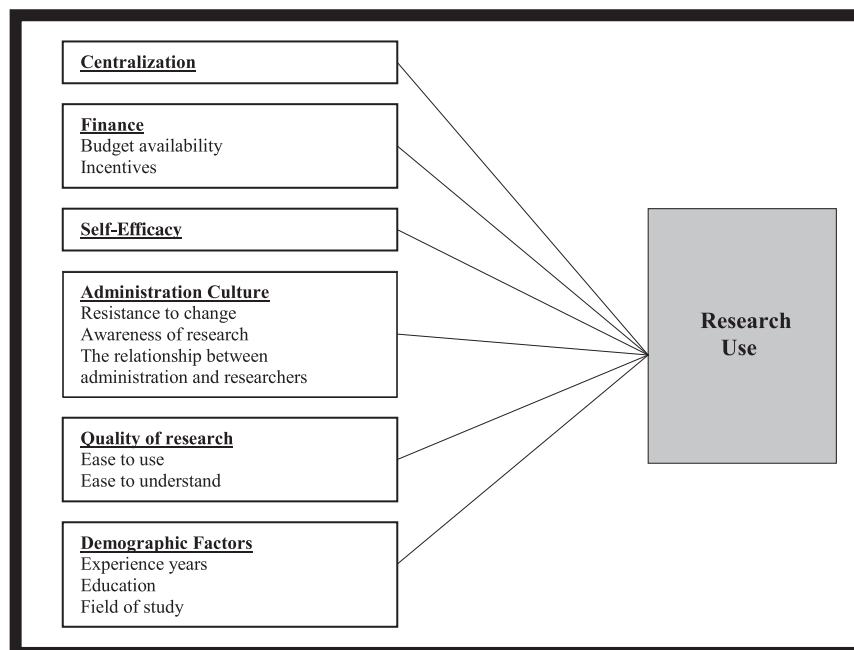 Centralization
Finance
Budget availability
Incentives
Self-Efficacy
Administration Culture
Resistance to change
Awareness of research
The relationship between
administration and researchers
Quality of research
Ease to use
Ease to understand
Demographic Factors
Experience years
Education
Field of study
Research
Use